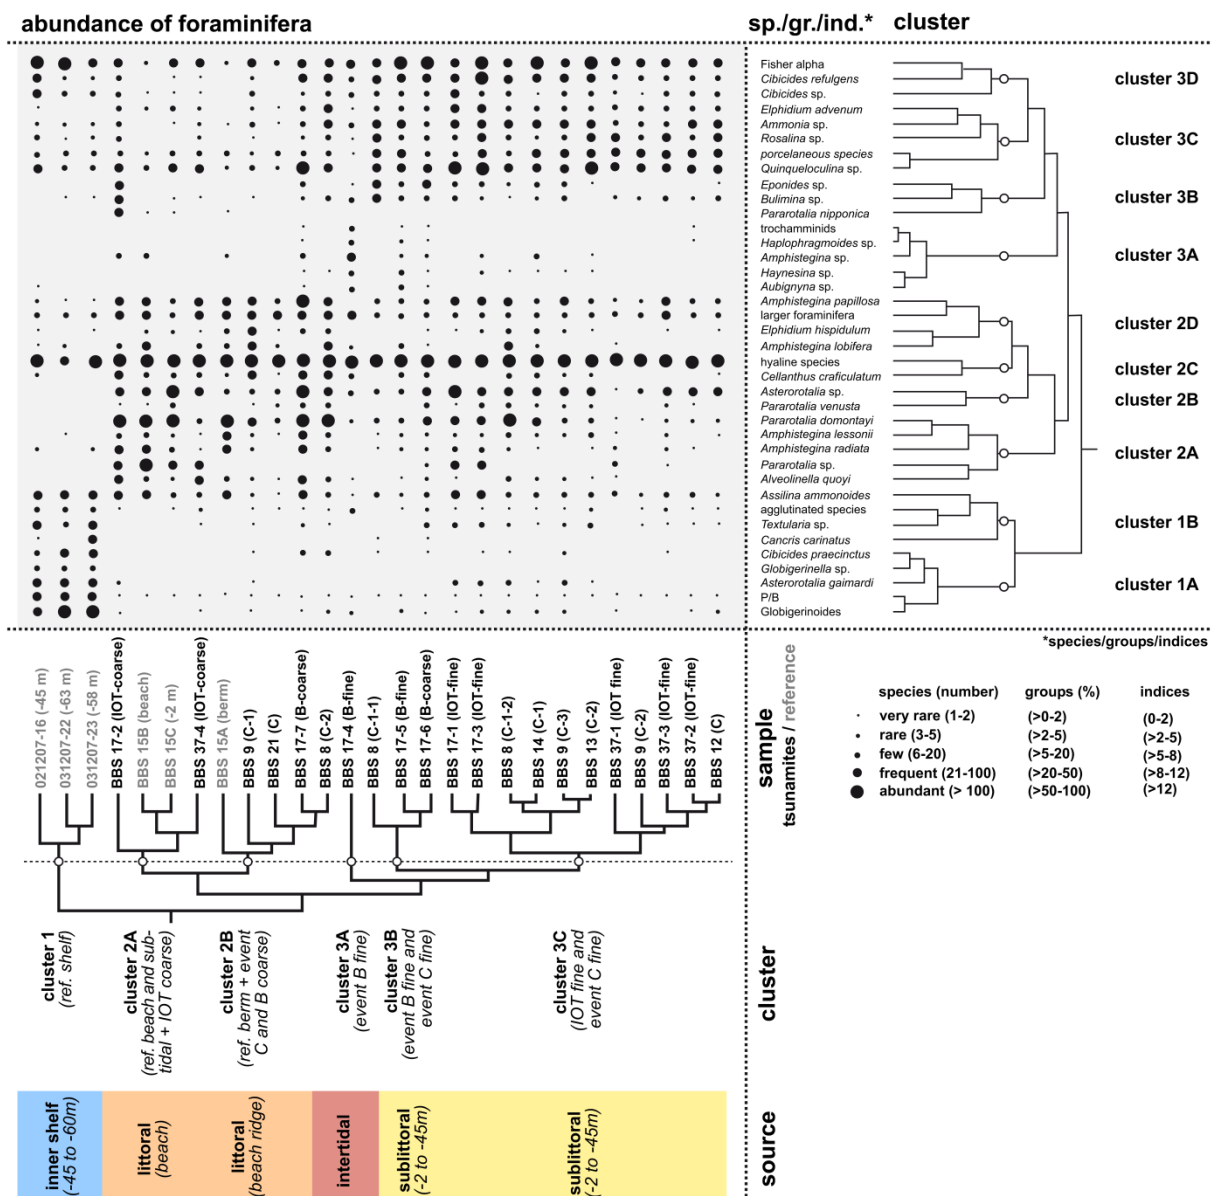 abundance of foraminifera
sp./gr./ind.*
cluster
Fisher alpha
Cibicides refulgens
Cibicides sp.
Elphidium advenum
Ammonia sp.
Rosalina sp.
porcelaneous species
Quinqueloculina sp.
Eponides sp.
Bulimina sp.
Pararotalia nipponica
trochamminids
Haplophragmoides sp.
Amphistegina sp.
Haynesina sp.
Aubignyna sp.
Amphistegina papillosa
larger foraminifera
Elphidium hispidulum
Amphistegina lobifera
hyaline species
Cellanthus craficulatum
Asterorotalia sp.
Pararotalia venusta
Pararotalia domontayi
Amphistegina lessonii
Amphistegina radiata
Pararotalia sp.
Alveolinella quoyi
Assilina ammonoides
agglutinated species
Textularia sp.
Cancris carinatus
Cibicides praecinctus
Globigerinella sp.
Asterorotalia gaimardi
P/B
Globigerinoides
cluster 3D
cluster 3C
cluster 3B
cluster 3A
cluster 2D
cluster 2C
cluster 2B
cluster 2A
cluster 1B
cluster 1A
021207-16 (-45 m)
031207-22 (-63 m)
031207-23 (-58 m)
BBS 17-2 (IOT-coarse)
BBS 15B (beach)
BBS 15C (-2 m)
BBS 37-4 (IOT-coarse)
BBS 15A (berm)
BBS 9 (C-1)
BBS 21 (C)
BBS 17-7 (B-coarse)
BBS 8 (C-2)
BBS 17-4 (B-fine)
BBS 8 (C-1-1)
BBS 17-5 (B-fine)
BBS 17-6 (B-coarse)
BBS 17-1 (IOT-fine)
BBS 17-3 (IOT-fine)
BBS 8 (C-1-2)
BBS 14 (C-1)
BBS 9 (C-3)
BBS 13 (C-2)
BBS 37-1 (IOT fine)
BBS 9 (C-2)
BBS 37-3 (IOT-fine)
BBS 37-2 (IOT-fine)
BBS 12 (C)
sample
tsunamites / reference
*species/groups/indices
species (number) groups (%) indices
very rare (1-2) (>0-2) (0-2)
rare (3-5) (>2-5) (>2-5)
few (6-20) (>5-20) (>5-8)
frequent (21-100) (>20-50) (>8-12)
abundant (> 100) (>50-100) (>12)
cluster 1
(ref. shelf)
cluster 2A
(ref. beach and sub-
tidal + IOT coarse)
cluster 2B
(ref. berm + event
C and B coarse)
cluster 3A
(event B fine)
cluster 3B
(event B fine and
event C fine)
cluster 3C
(IOT fine and
event C fine)
cluster
inner shelf
(-45 to -60m)
littoral
(beach)
littoral
(beach ridge)
intertidal
sublittoral
(-2 to -45m)
sublittoral
(-2 to -45m)
source